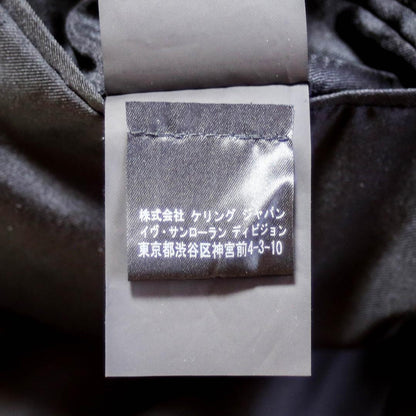 株式会社 ケリング ジャパン
イヴ・サンローラン ディビジョン
東京都渋谷区神宮前4-3-10